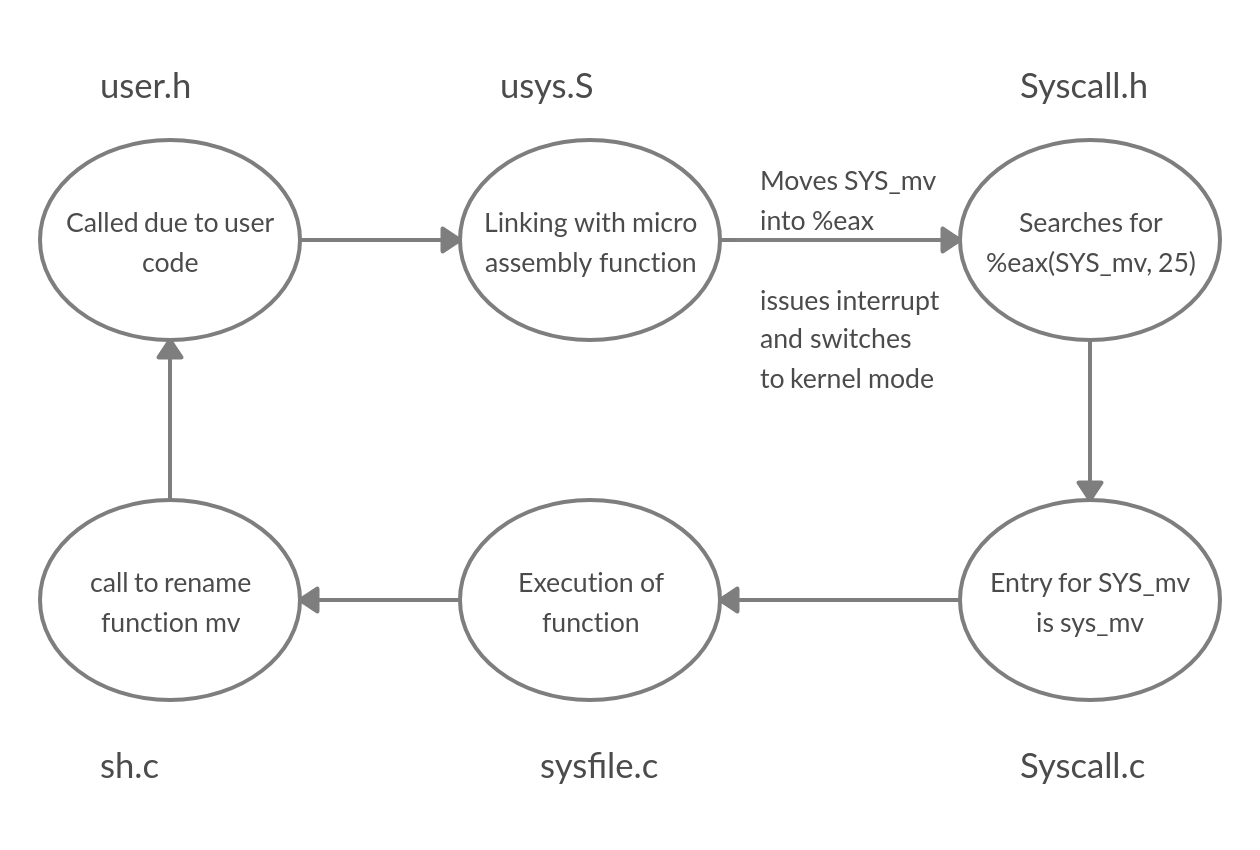 user.h
usys.S
Syscall.h
Called due to user
code
Linking with micro
assembly function
Moves SYS_mv
into %eax
issues interrupt
and switches
to kernel mode
Searches for
%eax(SYS_mv, 25)
call to rename
function mv
Execution of
function
Entry for SYS_mv
is sys_mv
sh.c
sysfile.c
Syscall.c